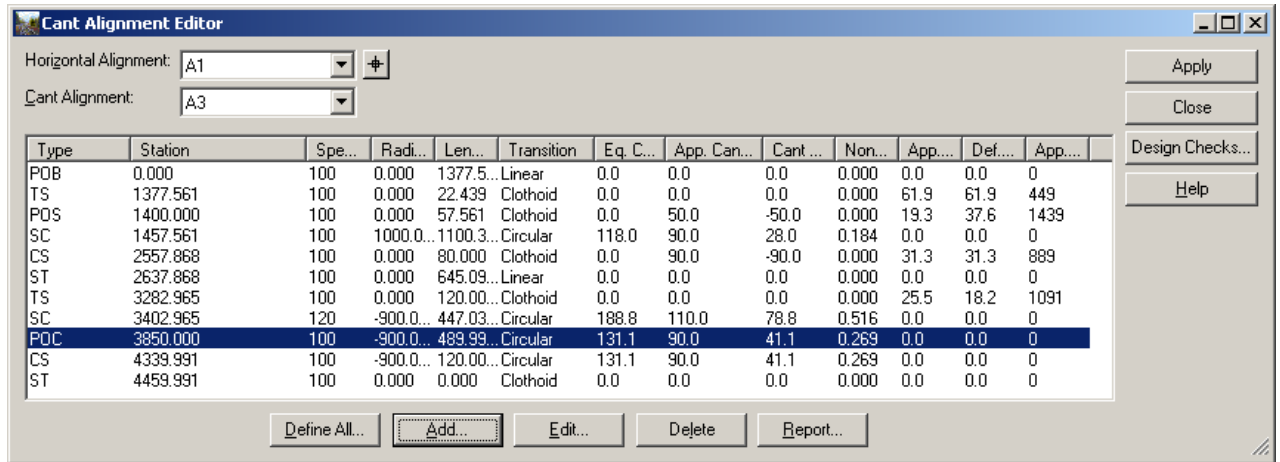 Cant Alignment Editor
Horizontal Alignment: A1 Apply
Cant Alignment: A3 Close
Type Station Spe... Radi... Len... Transition Eq. C... App. Can... Cant ... Non... App.... Def.... App.... Design Checks...
POB 0.000 100 0.000 1377.5... Linear 0.0 0.0 0.0 0.000 0.0 0.0 0
TS 1377.561 100 0.000 22.439 Clothoid 0.0 0.0 0.0 0.000 61.9 61.9 449 Help
POS 1400.000 100 0.000 57.561 Clothoid 0.0 50.0 -50.0 0.000 19.3 37.6 1439
SC 1457.561 100 1000.0... 1100.3... Circular 118.0 90.0 28.0 0.184 0.0 0.0 0
CS 2557.868 100 0.000 80.000 Clothoid 0.0 90.0 -90.0 0.000 31.3 31.3 889
ST 2637.868 100 0.000 645.09... Linear 0.0 0.0 0.0 0.000 0.0 0.0 0
TS 3282.965 100 0.000 120.00... Clothoid 0.0 0.0 0.0 0.000 25.5 18.2 1091
SC 3402.965 120 -900.0... 447.03... Circular 188.8 110.0 78.8 0.516 0.0 0.0 0
POC 3850.000 100 -900.0... 489.99... Circular 131.1 90.0 41.1 0.269 0.0 0.0 0
CS 4339.991 100 -900.0... 120.00... Circular 131.1 90.0 41.1 0.269 0.0 0.0 0
ST 4459.991 100 0.000 0.000 Clothoid 0.0 0.0 0.0 0.000 0.0 0.0 0
Define All... Add... Edit... Delete Report...